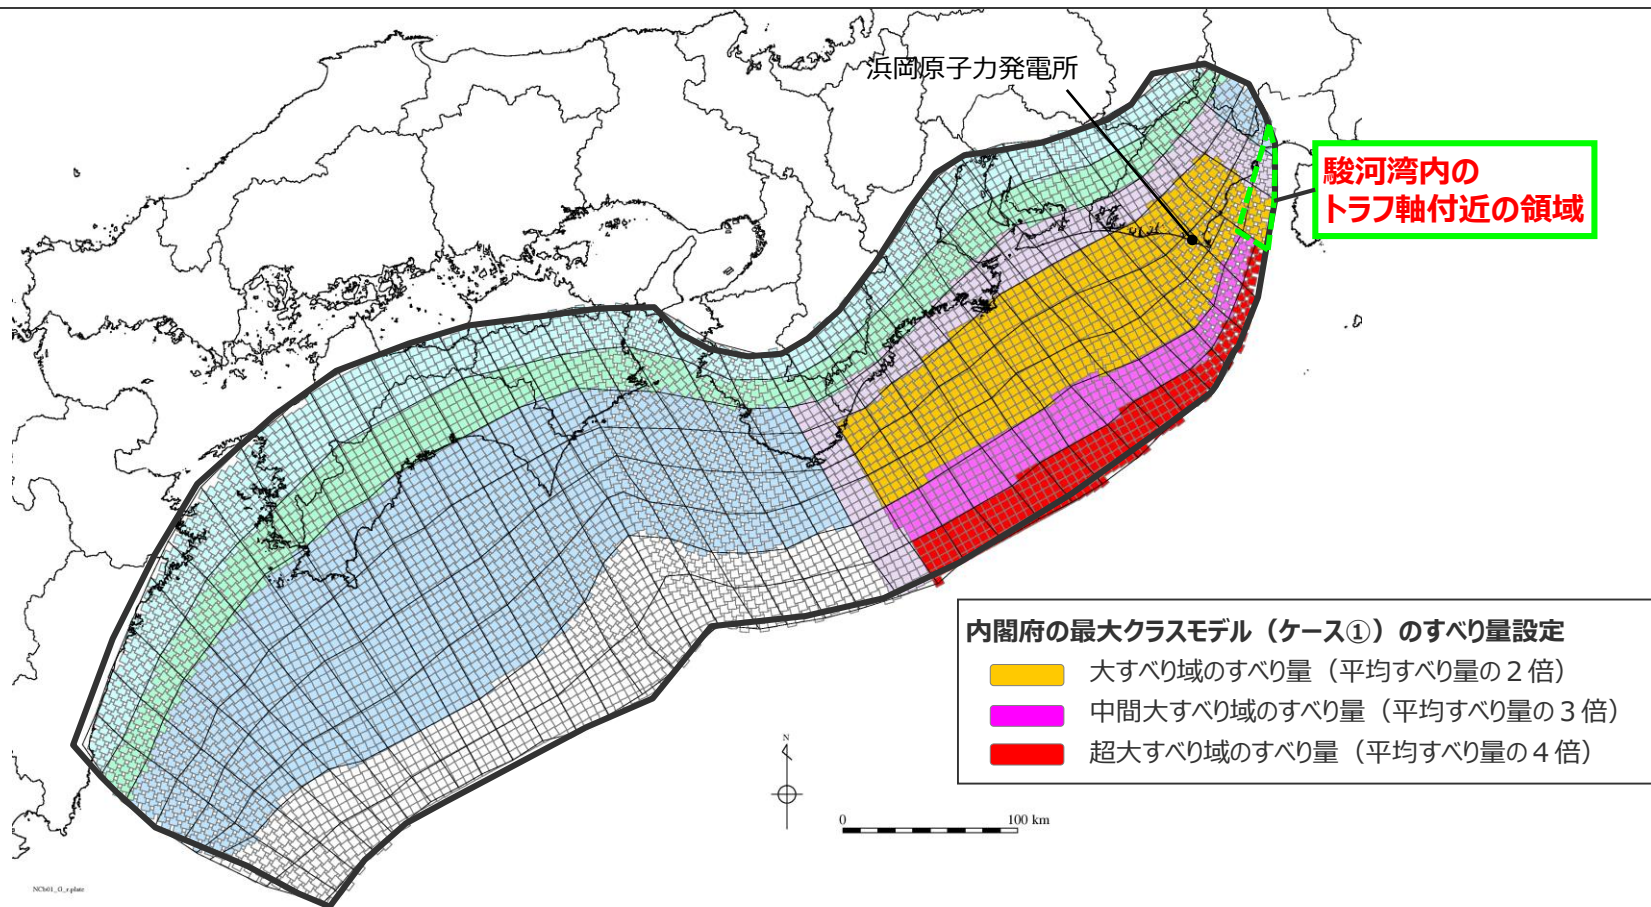 浜岡原子力発電所
駿河湾内の
トラフ軸付近の領域
内閣府の最大クラスモデル（ケース①）のすべり量設定
大すべり域のすべり量（平均すべり量の２倍）
中間大すべり域のすべり量（平均すべり量の３倍）
超大すべり域のすべり量（平均すべり量の４倍）
N
0 100 km